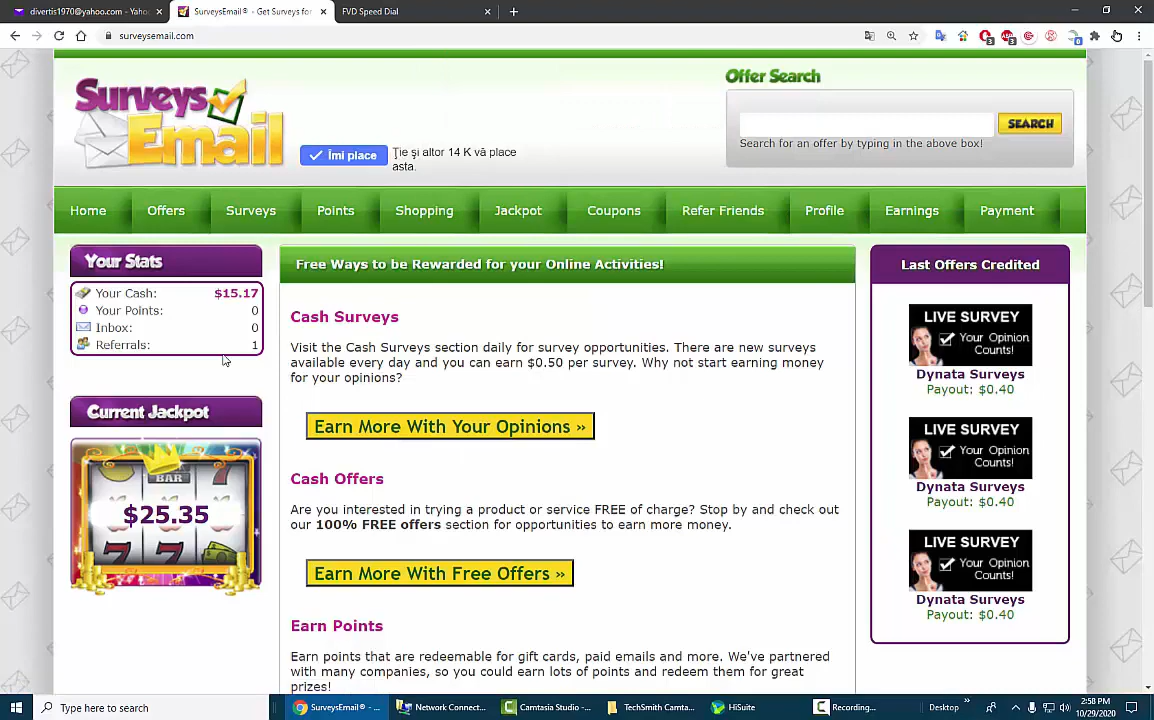 divertis1970@yahoo.com - Yaho
SurveysEmail® - Get Surveys for
FVD Speed Dial
surveysemail.com
Surveys
Email
Îmi place
Ţie şi altor 14 K vă place
asta.
Offer Search
SEARCH
Search for an offer by typing in the above box!
Home
Offers
Surveys
Points
Shopping
Jackpot
Coupons
Refer Friends
Profile
Earnings
Payment
Your Stats
Your Cash: $15.17
Your Points: 0
Inbox: 0
Referrals: 1
Current Jackpot
BAR
$25.35
Free Ways to be Rewarded for your Online Activities!
Cash Surveys
Visit the Cash Surveys section daily for survey opportunities. There are new surveys
available every day and you can earn $0.50 per survey. Why not start earning money
for your opinions?
Earn More With Your Opinions »
Cash Offers
Are you interested in trying a product or service FREE of charge? Stop by and check out
our 100% FREE offers section for opportunities to earn more money.
Earn More With Free Offers »
Earn Points
Earn points that are redeemable for gift cards, paid emails and more. We've partnered
with many companies, so you could earn lots of points and redeem them for great
prizes!
Last Offers Credited
LIVE SURVEY
Your Opinion
Counts!
Dynata Surveys
Payout: $0.40
LIVE SURVEY
Your Opinion
Counts!
Dynata Surveys
Payout: $0.40
LIVE SURVEY
Your Opinion
Counts!
Dynata Surveys
Payout: $0.40
Type here to search
SurveysEmail® - ...
Network Connect...
Camtasia Studio - ...
TechSmith Camta...
HiSuite
Recording...
Desktop
2:58 PM
10/29/2020